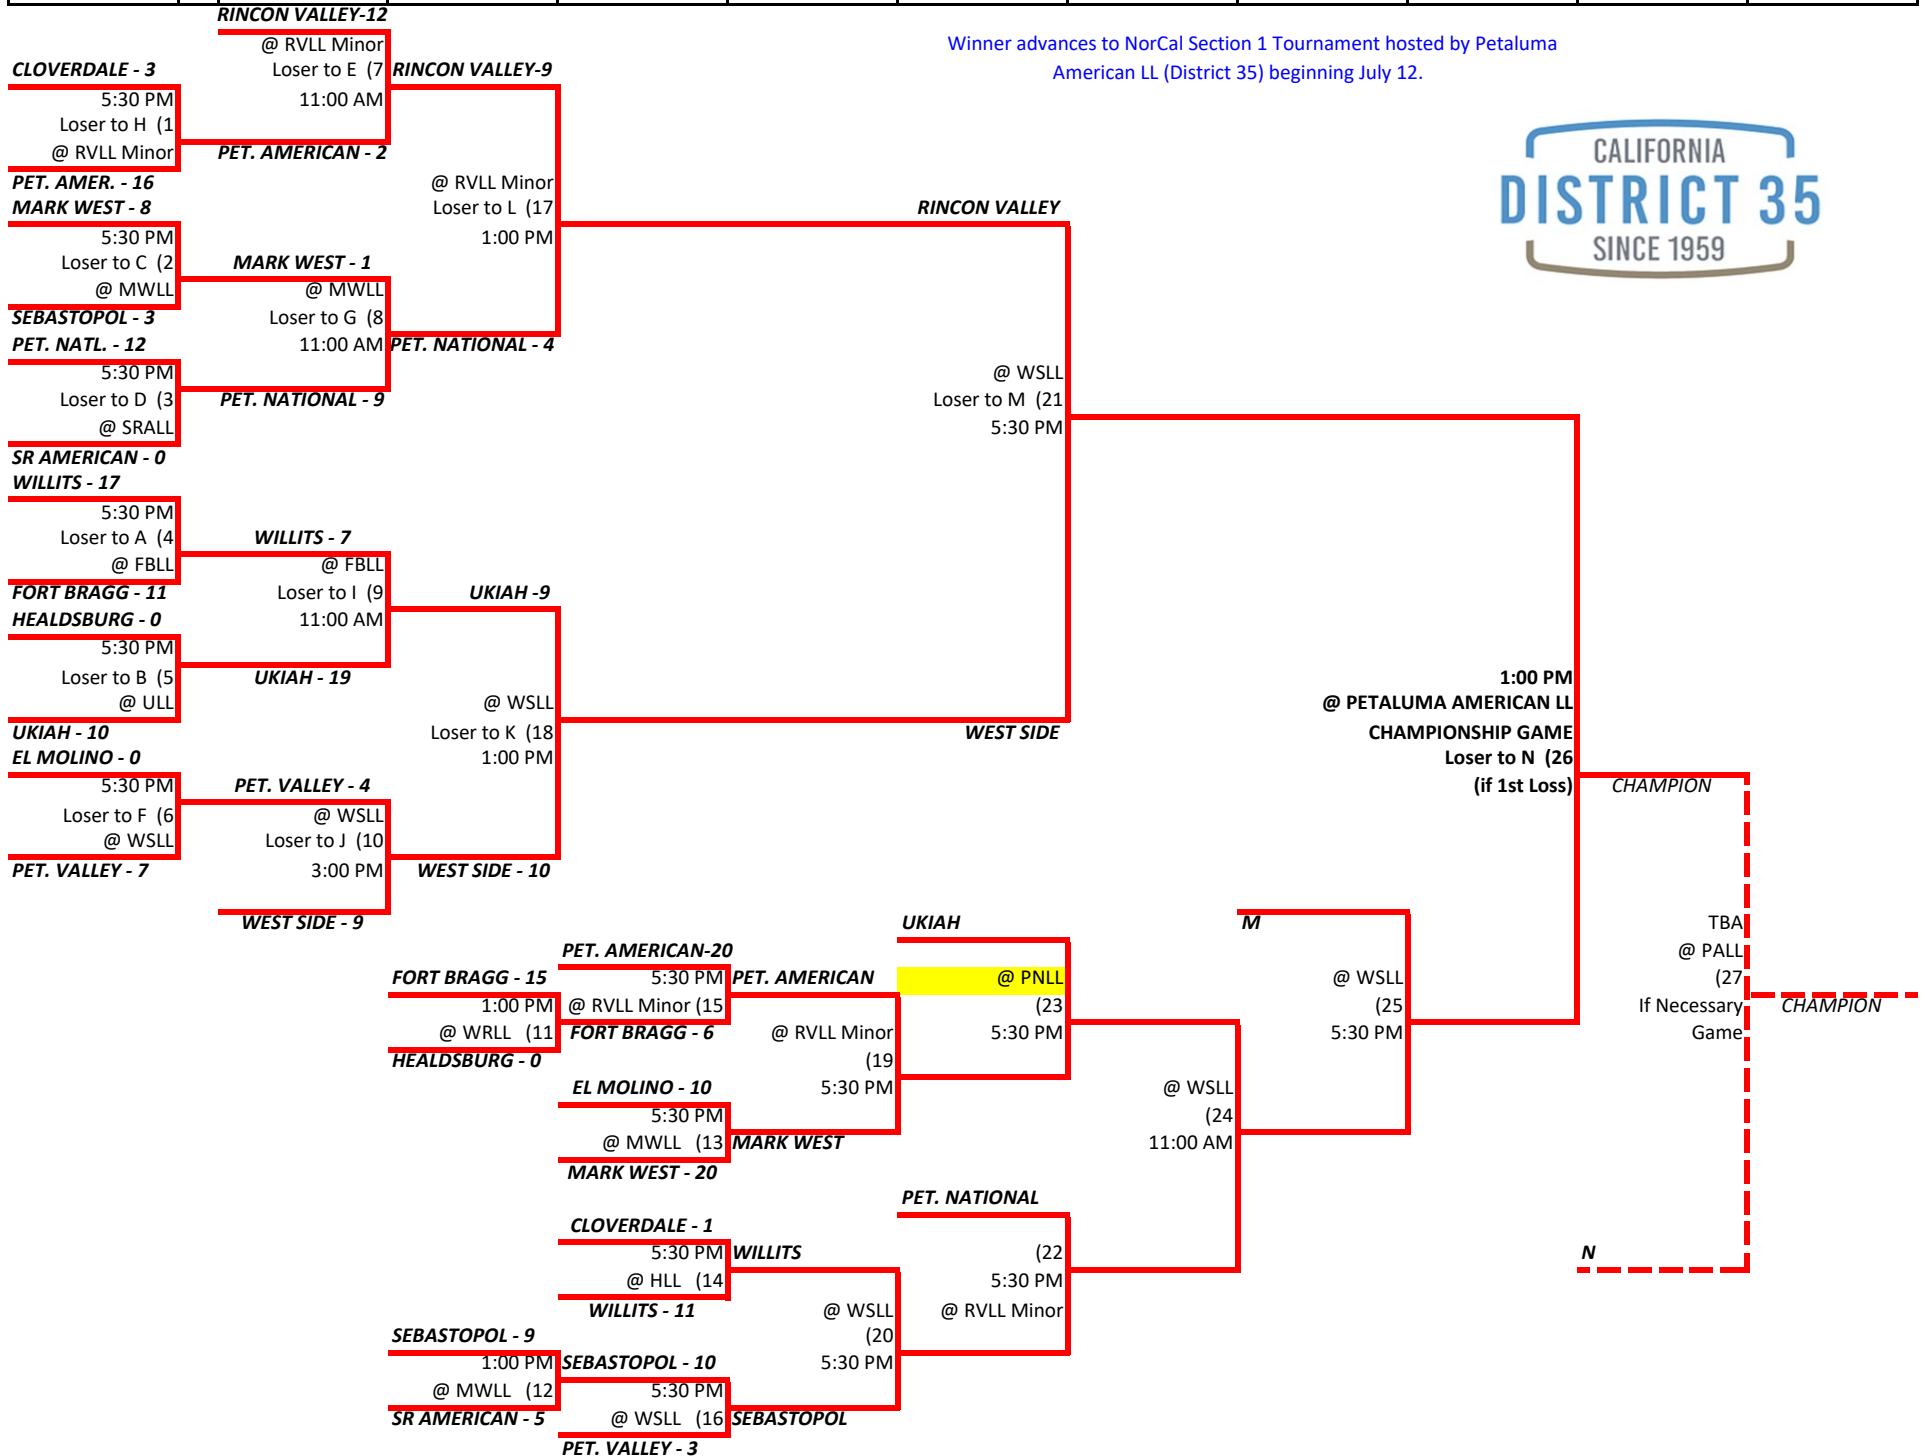 RINCON VALLEY-12
@ RVLL Minor
Loser to E (7
11:00 AM
PET. AMERICAN - 2
Winner advances to NorCal Section 1 Tournament hosted by Petaluma
American LL (District 35) beginning July 12.
CALIFORNIA
DISTRICT 35
SINCE 1959
CLOVERDALE - 3
5:30 PM
Loser to H (1
@ RVLL Minor
PET. AMER. - 16
MARK WEST - 8
5:30 PM
Loser to C (2
@ MWLL
SEBASTOPOL - 3
PET. NATL. - 12
5:30 PM
Loser to D (3
@ SRALL
SR AMERICAN - 0
WILLITS - 17
5:30 PM
Loser to A (4
@ FBLL
FORT BRAGG - 11
HEALDSBURG - 0
5:30 PM
Loser to B (5
@ ULL
UKIAH - 10
EL MOLINO - 0
5:30 PM
Loser to F (6
@ WSLL
PET. VALLEY - 7
MARK WEST - 1
@ MWLL
Loser to G (8
11:00 AM
PET. NATIONAL - 9
WILLITS - 7
@ FBLL
Loser to I (9
11:00 AM
UKIAH - 19
PET. VALLEY - 4
@ WSLL
Loser to J (10
3:00 PM
WEST SIDE - 9
RINCON VALLEY-9
@ RVLL Minor
Loser to L (17
1:00 PM
PET. NATIONAL - 4
UKIAH -9
@ WSLL
Loser to K (18
1:00 PM
WEST SIDE - 10
RINCON VALLEY
@ WSLL
Loser to M (21
5:30 PM
WEST SIDE
1:00 PM
@ PETALUMA AMERICAN LL
CHAMPIONSHIP GAME
Loser to N (26
(if 1st Loss)
CHAMPION
FORT BRAGG - 15
1:00 PM
@ WRLL (11
HEALDSBURG - 0
PET. AMERICAN-20
5:30 PM
@ RVLL Minor (15
FORT BRAGG - 6
EL MOLINO - 10
5:30 PM
@ MWLL (13
MARK WEST - 20
CLOVERDALE - 1
5:30 PM
@ HLL (14
WILLITS - 11
SEBASTOPOL - 9
1:00 PM
@ MWLL (12
SR AMERICAN - 5
SEBASTOPOL - 10
5:30 PM
@ WSLL (16
PET. VALLEY - 3
PET. AMERICAN
@ RVLL Minor
(19
5:30 PM
MARK WEST
WILLITS
@ WSLL
(20
5:30 PM
SEBASTOPOL
UKIAH
@ PNLL
(23
5:30 PM
PET. NATIONAL
(22
5:30 PM
@ RVLL Minor
@ WSLL
(24
11:00 AM
M
@ WSLL
(25
5:30 PM
TBA
@ PALL
(27
If Necessary
Game
CHAMPION
N